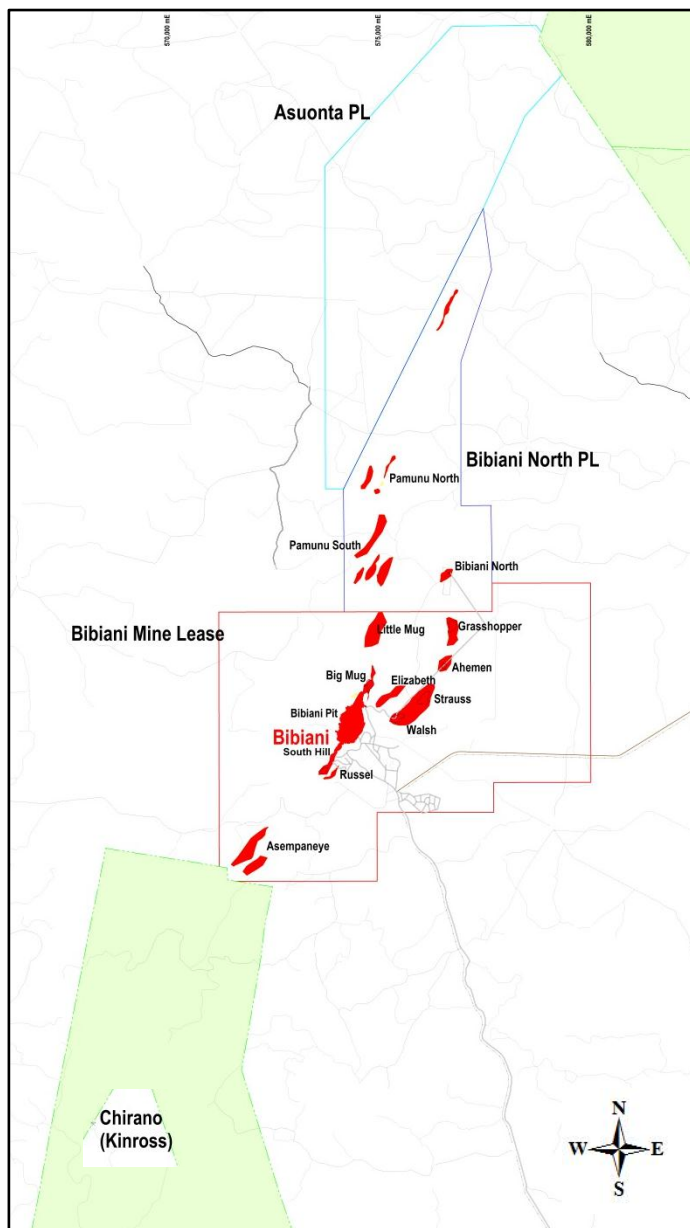 570,000 mE
575,000 mE
580,000 mE
Asuonta PL
Pamunu North
Bibiani North PL
Pamunu South
Bibiani North
Bibiani Mine Lease
Little Mug
Grasshopper
Ahemen
Big Mug
Elizabeth
Strauss
Bibiani Pit
Walsh
Bibiani
South Hill
Russel
Asempaneye
Chirano
(Kinross)
N
W
E
S